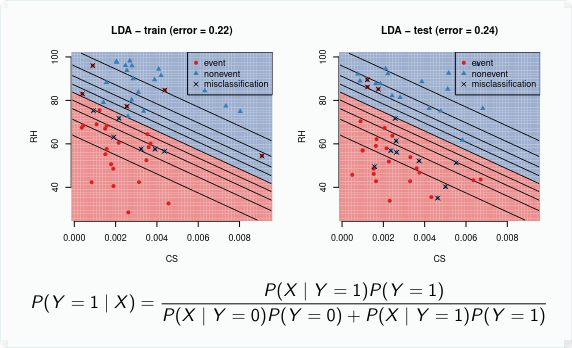 LDA − train (error = 0.22)
RH
100
80
60
40
event
nonevent
misclassification
0.000 0.002 0.004 0.006 0.008
CS
LDA − test (error = 0.24)
RH
100
80
60
40
event
nonevent
misclassification
0.000 0.002 0.004 0.006 0.008
CS
P(Y = 1 | X) = P(X | Y = 1)P(Y = 1)
P(X | Y = 0)P(Y = 0) + P(X | Y = 1)P(Y = 1)